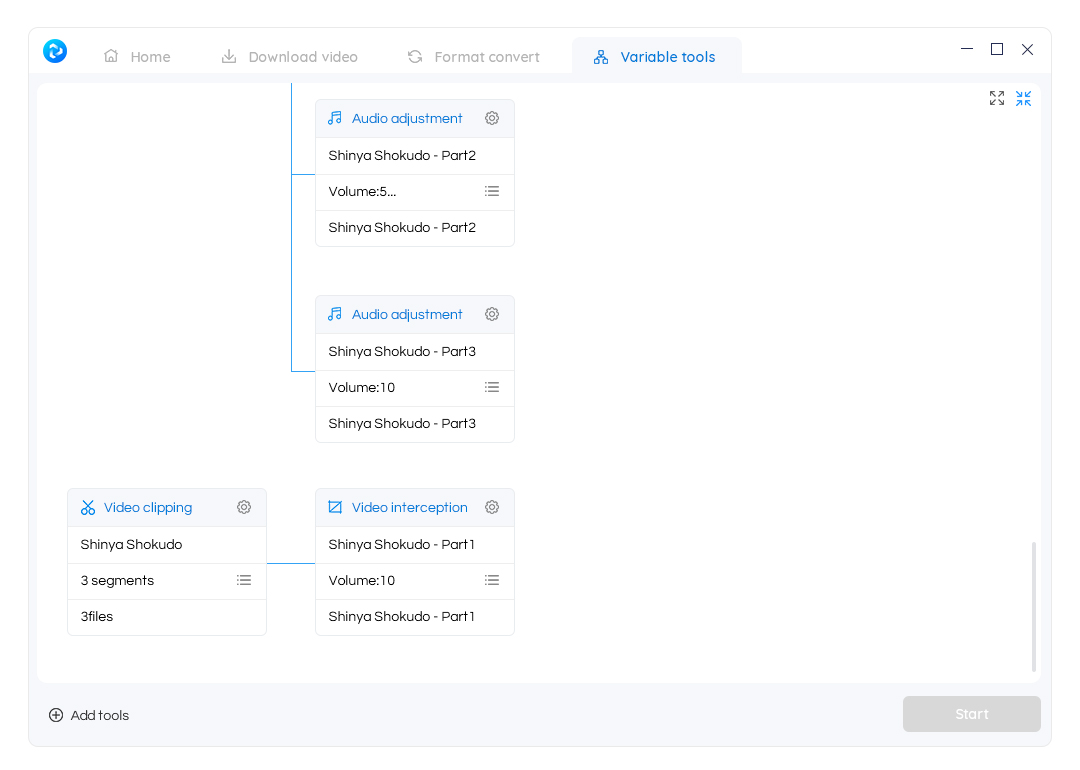 Home
Download video
Format convert
Variable tools
Audio adjustment
Shinya Shokudo - Part2
Volume:5...
Shinya Shokudo - Part2
Audio adjustment
Shinya Shokudo - Part3
Volume:10
Shinya Shokudo - Part3
Video clipping
Shinya Shokudo
3 segments
3files
Video interception
Shinya Shokudo - Part1
Volume:10
Shinya Shokudo - Part1
Add tools
Start